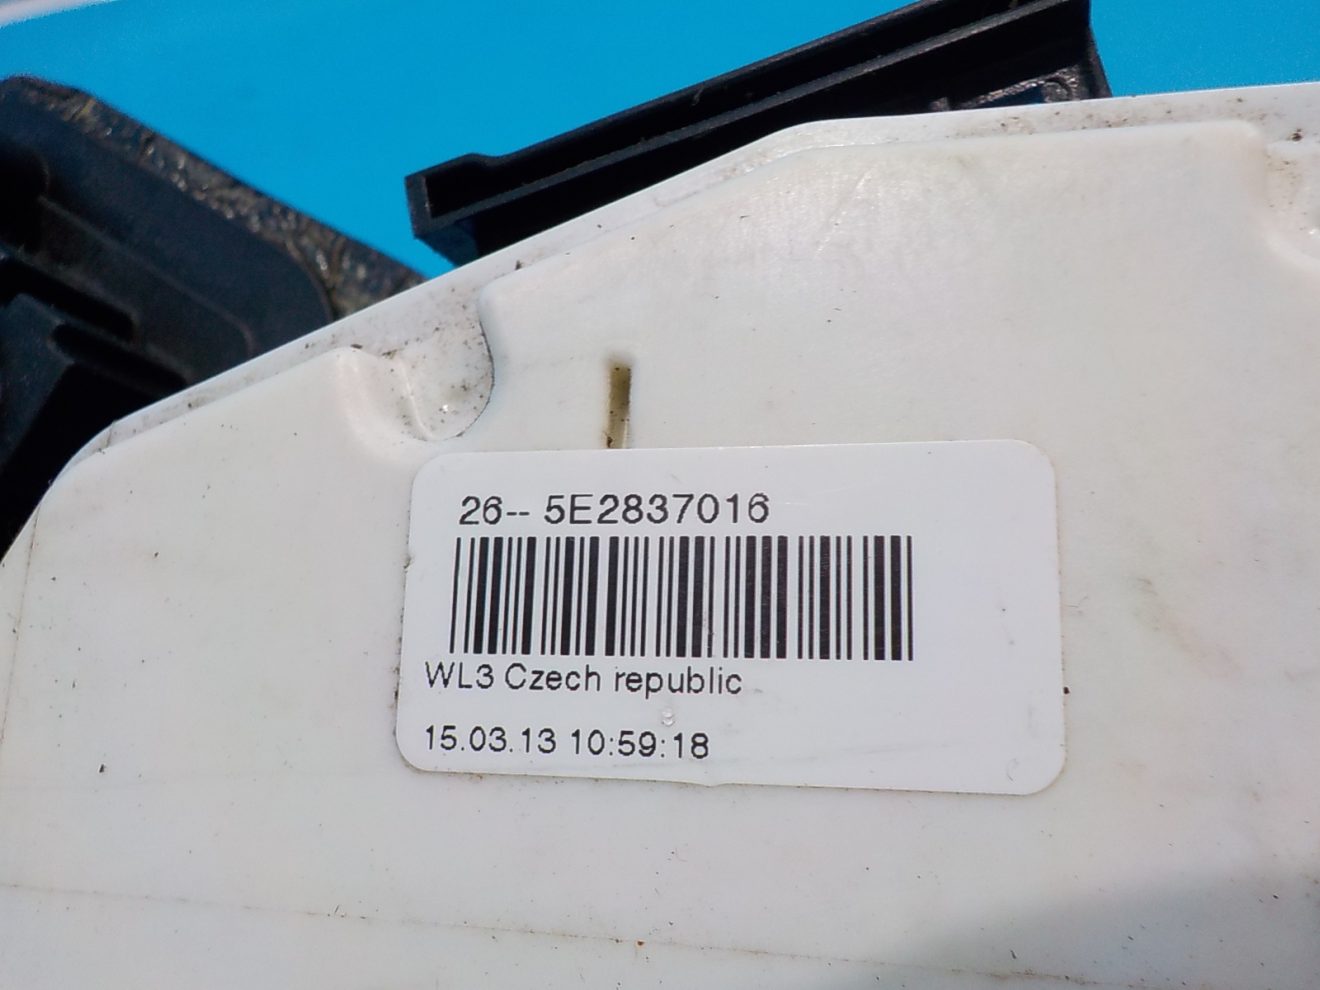 26-- 5E2837016
WL3 Czech republic
15.03.13 10:59:18